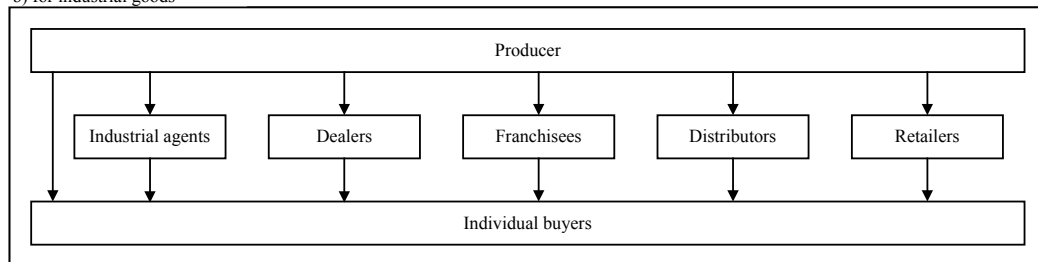 b) for industrial goods
Producer
Industrial agents Dealers Franchisees Distributors Retailers
Individual buyers